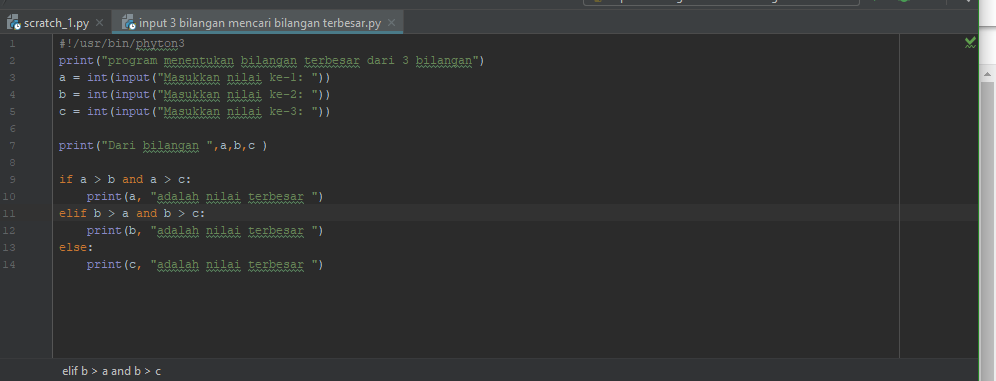 scratch_1.py input 3 bilangan mencari bilangan terbesar.py
1 #!/usr/bin/phyton3
2 print("program menentukan bilangan terbesar dari 3 bilangan")
3 a = int(input("Masukkan nilai ke-1: "))
4 b = int(input("Masukkan nilai ke-2: "))
5 c = int(input("Masukkan nilai ke-3: "))
6
7 print("Dari bilangan ",a,b,c )
8
9 if a > b and a > c:
10 print(a, "adalah nilai terbesar ")
11 elif b > a and b > c:
12 print(b, "adalah nilai terbesar ")
13 else:
14 print(c, "adalah nilai terbesar ")
elif b > a and b > c